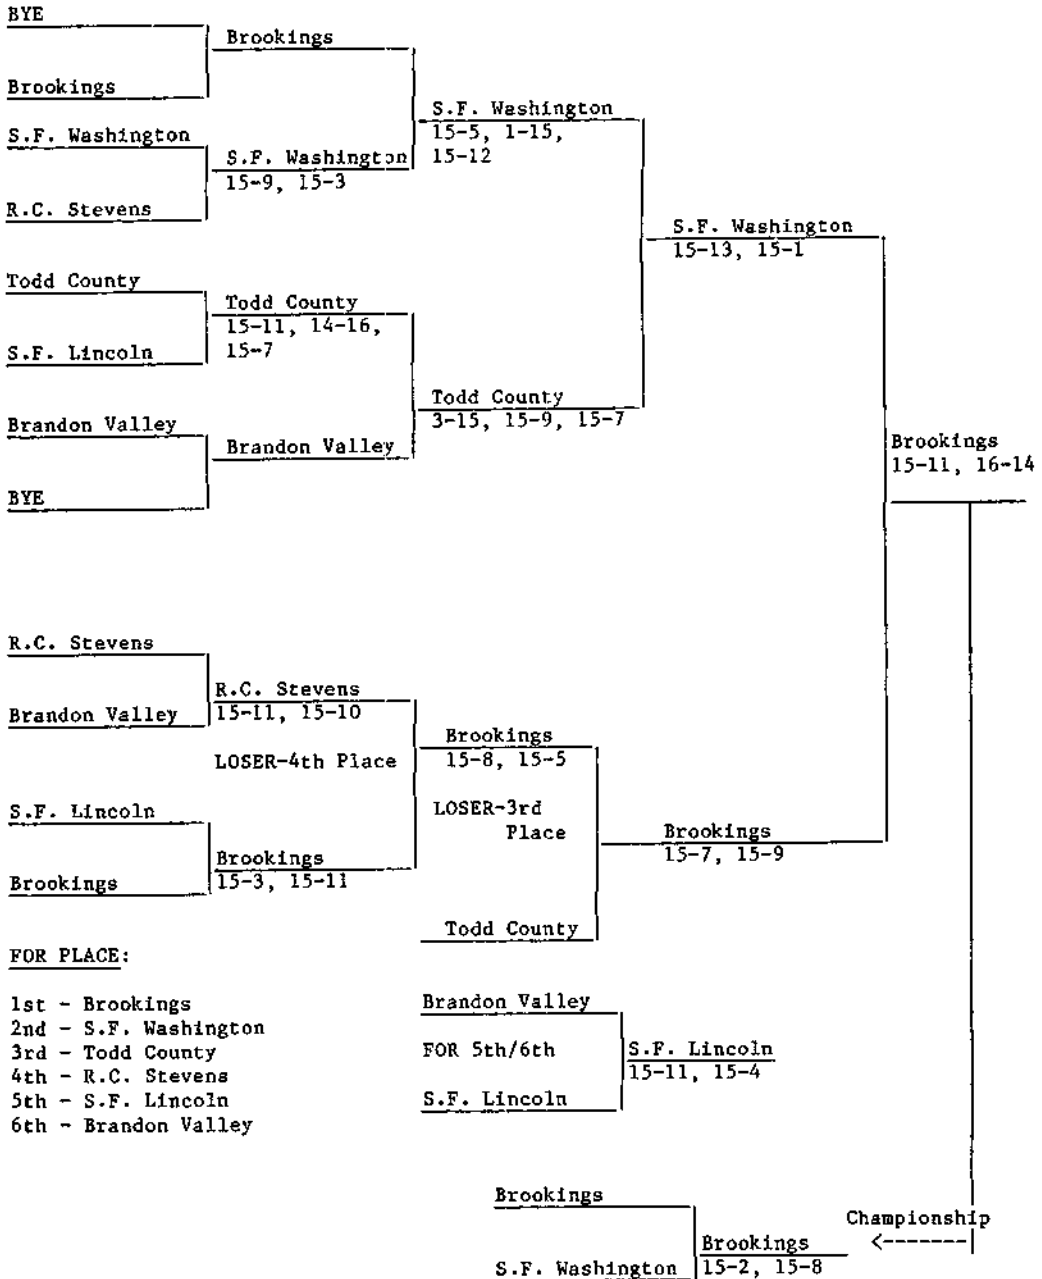 BYE
Brookings
Brookings
S.F. Washington
15-5, 1-15,
15-12
S.F. Washington
S.F. Washington
15-9, 15-3
R.C. Stevens
S.F. Washington
15-13, 15-1
Todd County
Todd County
15-11, 14-16,
15-7
S.F. Lincoln
Todd County
3-15, 15-9, 15-7
Brandon Valley
Brandon Valley
BYE
Brookings
15-11, 16-14
R.C. Stevens
R.C. Stevens
15-11, 15-10
Brandon Valley
LOSER-4th Place
Brookings
15-8, 15-5
S.F. Lincoln
LOSER-3rd
Place
Brookings
15-3, 15-11
Brookings
Brookings
15-7, 15-9
Todd County
FOR PLACE:
1st - Brookings
2nd - S.F. Washington
3rd - Todd County
4th - R.C. Stevens
5th - S.F. Lincoln
6th - Brandon Valley
Brandon Valley
FOR 5th/6th
S.F. Lincoln
15-11, 15-4
S.F. Lincoln
Brookings
Championship
<-------
Brookings
15-2, 15-8
S.F. Washington